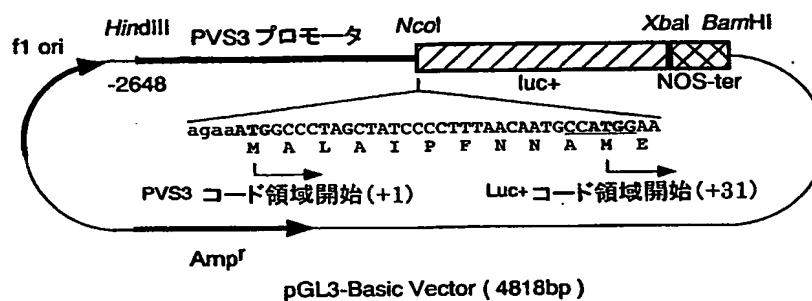 HindIII PVS3 プロモータ NcoI XbaI BamHI
f1 ori
-2648 luc+ NOS-ter
agaaATGGCCCTAGCTATCCCCTTTAACAATGCCATGGAA
M A L A I P F N N A M E
PVS3 コード領域開始(+1) Luc+コード領域開始(+31)
Ampr
pGL3-Basic Vector ( 4818bp )